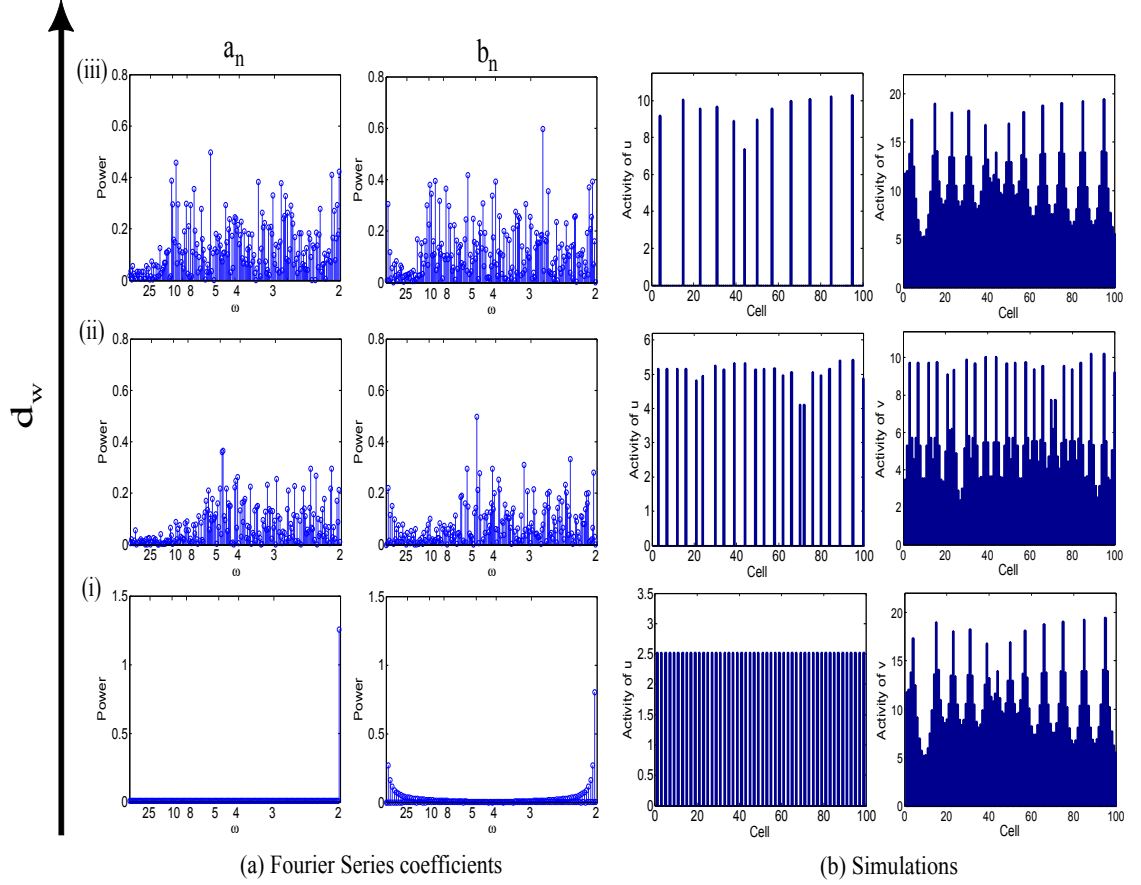 d_w
a_n
b_n
(iii)
0.8
0.6
0.4
0.2
0
Power
25 10 8 5 4 3 2
ω
0.8
0.6
0.4
0.2
0
Power
25 10 8 5 4 3 2
ω
10
8
6
4
2
0
Activity of u
0 20 40 60 80 100
Cell
20
15
10
5
0
Activity of v
0 20 40 60 80 100
Cell
(ii)
0.8
0.6
0.4
0.2
0
Power
25 10 8 5 4 3 2
ω
0.8
0.6
0.4
0.2
0
Power
25 10 8 5 4 3 2
ω
6
5
4
3
2
1
0
Activity of u
0 20 40 60 80 100
Cell
10
8
6
4
2
0
Activity of v
0 20 40 60 80 100
Cell
(i)
1.5
1
0.5
0
Power
25 10 8 5 4 3 2
ω
1.5
1
0.5
0
Power
25 10 8 5 4 3 2
ω
3.5
3
2.5
2
1.5
1
0.5
0
Activity of u
0 20 40 60 80 100
Cell
20
15
10
5
0
Activity of v
0 20 40 60 80 100
Cell
(a) Fourier Series coefficients
(b) Simulations